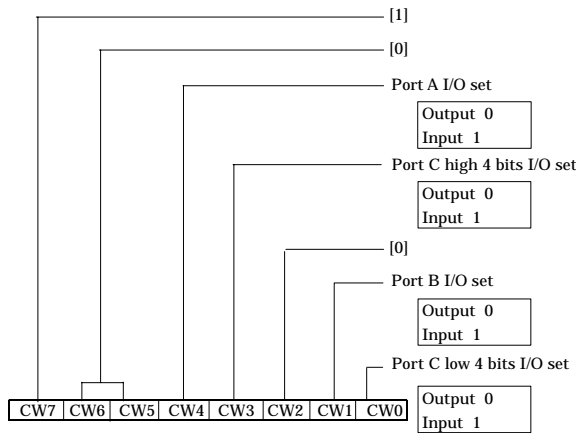 [1]
[0]
Port A I/O set
Output 0
Input 1
Port C high 4 bits I/O set
Output 0
Input 1
[0]
Port B I/O set
Output 0
Input 1
Port C low 4 bits I/O set
Output 0
Input 1
CW7 CW6 CW5 CW4 CW3 CW2 CW1 CW0